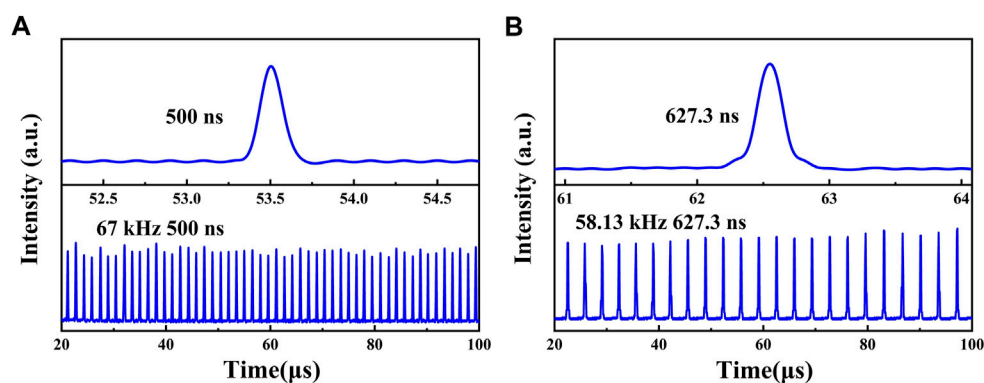 A
Intensity (a.u.)
500 ns
52.5 53.0 53.5 54.0 54.5
67 kHz 500 ns
20 40 60 80 100
Time(μs)
B
Intensity (a.u.)
627.3 ns
61 62 63 64
58.13 kHz 627.3 ns
20 40 60 80 100
Time(μs)